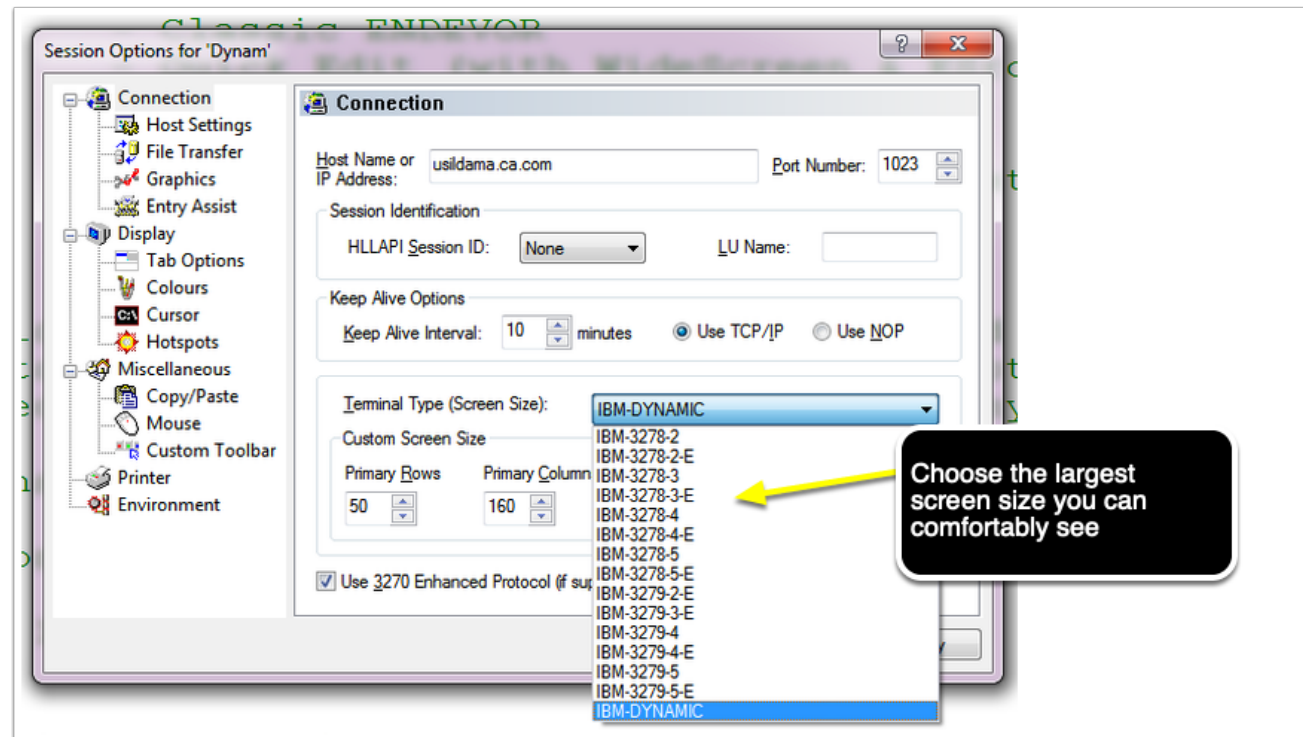 Classic ENDEVOR
Session Options for 'Dynam'
Connection
Host Settings
File Transfer
Graphics
Entry Assist
Display
Tab Options
Colours
Cursor
Hotspots
Miscellaneous
Copy/Paste
Mouse
Custom Toolbar
Printer
Environment
Connection
Host Name or
IP Address:
usildama.ca.com
Port Number:
1023
Session Identification
HLLAPI Session ID:
None
LU Name:
Keep Alive Options
Keep Alive Interval:
10
minutes
Use TCP/IP
Use NOP
Terminal Type (Screen Size):
IBM-DYNAMIC
Custom Screen Size
Primary Rows
Primary Column
50
160
Use 3270 Enhanced Protocol (if sup
IBM-3278-2
IBM-3278-2-E
IBM-3278-3
IBM-3278-3-E
IBM-3278-4
IBM-3278-4-E
IBM-3278-5
IBM-3278-5-E
IBM-3279-2-E
IBM-3279-3-E
IBM-3279-4
IBM-3279-4-E
IBM-3279-5
IBM-3279-5-E
IBM-DYNAMIC
Choose the largest
screen size you can
comfortably see